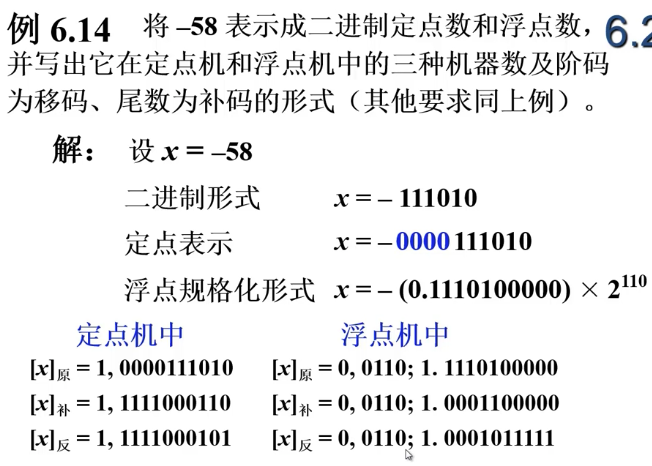 例 6.14 将 –58 表示成二进制定点数和浮点数， 6.2
并写出它在定点机和浮点机中的三种机器数及阶码
为移码、尾数为补码的形式（其他要求同上例）。
解： 设 x = –58
二进制形式 x = – 111010
定点表示 x = – 0000 111010
浮点规格化形式 x = – (0.1110100000) × 2^110
定点机中 浮点机中
[x]原 = 1, 0000111010 [x]原 = 0, 0110; 1. 1110100000
[x]补 = 1, 1111000110 [x]补 = 0, 0110; 1. 0001100000
[x]反 = 1, 1111000101 [x]反 = 0, 0110; 1. 0001011111